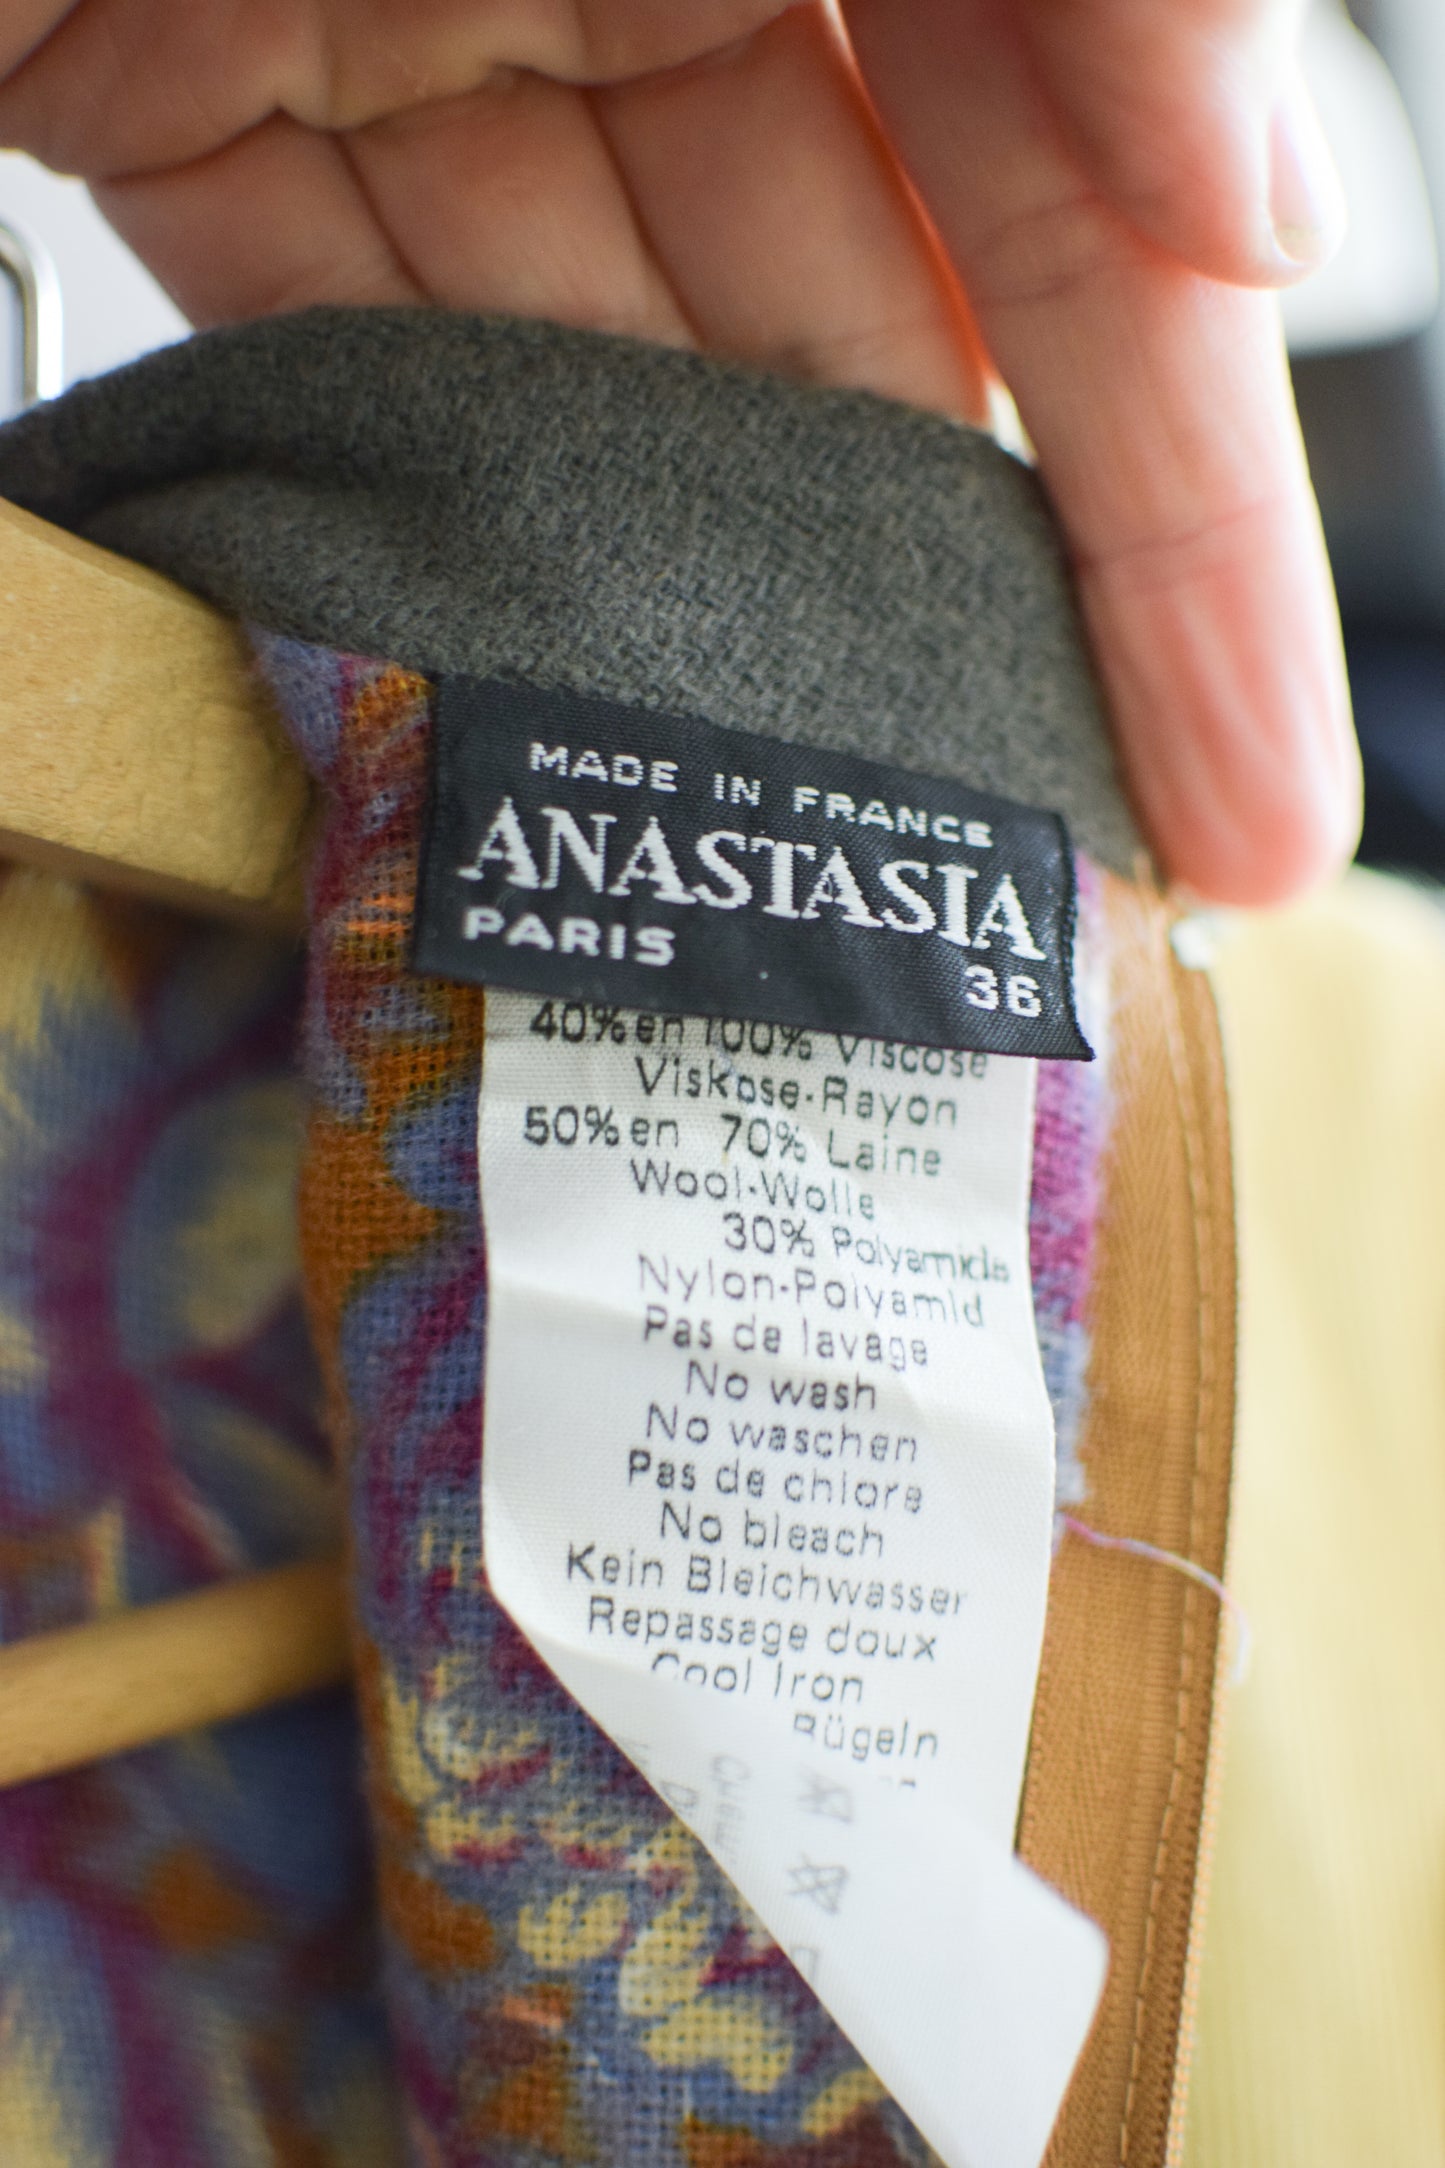 MADE IN FRANCE
ANASTASIA
PARIS
36
40% en 100% Viscose
Viskose-Rayon
50% en 70% Laine
Wool-Wolle
30% Polyamide
Nylon-Polyamid
Pas de lavage
No wash
No waschen
Pas de chlore
No bleach
Kein Bleichwasser
Repassage doux
Cool Iron
Bügeln